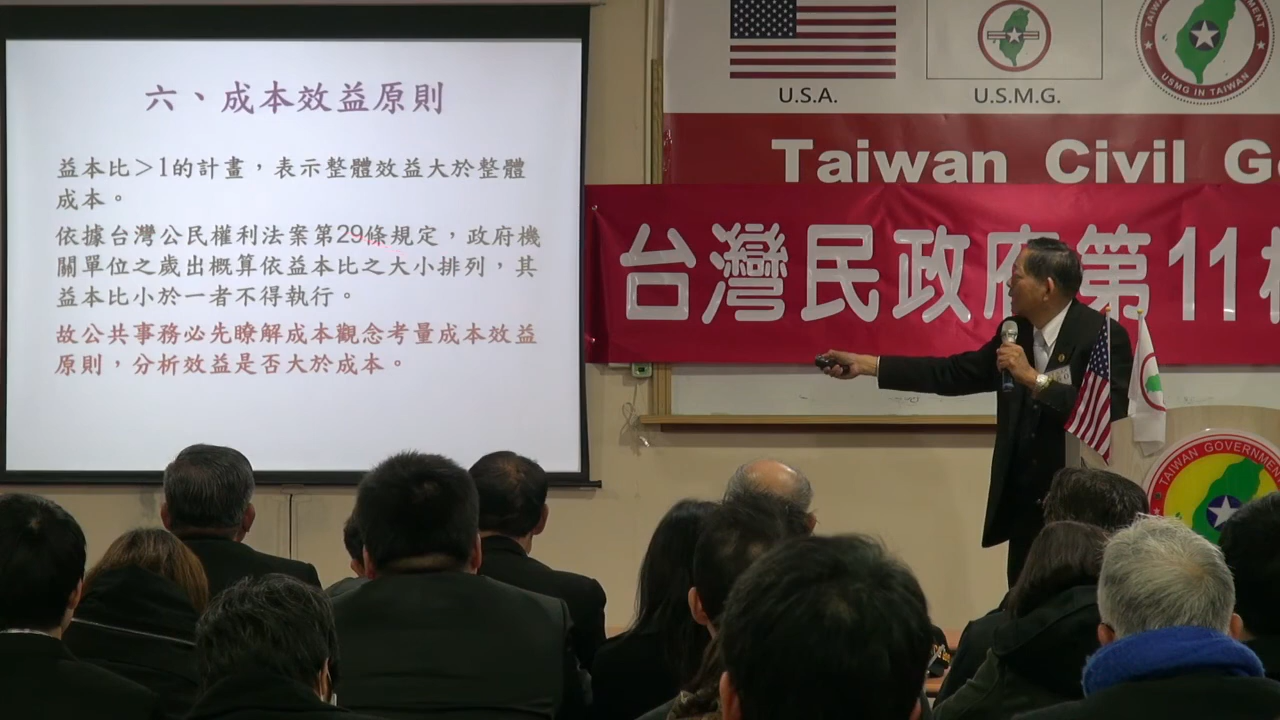 六、成本效益原則
益本比＞1的計畫，表示整體效益大於整體
成本。
依據台灣公民權利法案第29條規定，政府機
關單位之歲出概算依益本比之大小排列，其
益本比小於一者不得執行。
故公共事務必先瞭解成本觀念考量成本效益
原則，分析效益是否大於成本。
U.S.A.
U.S.M.G.
TAIWAN
USMG IN TAIWAN
Taiwan Civil G
台灣民政府第11
TAIWAN GOVERNMENT